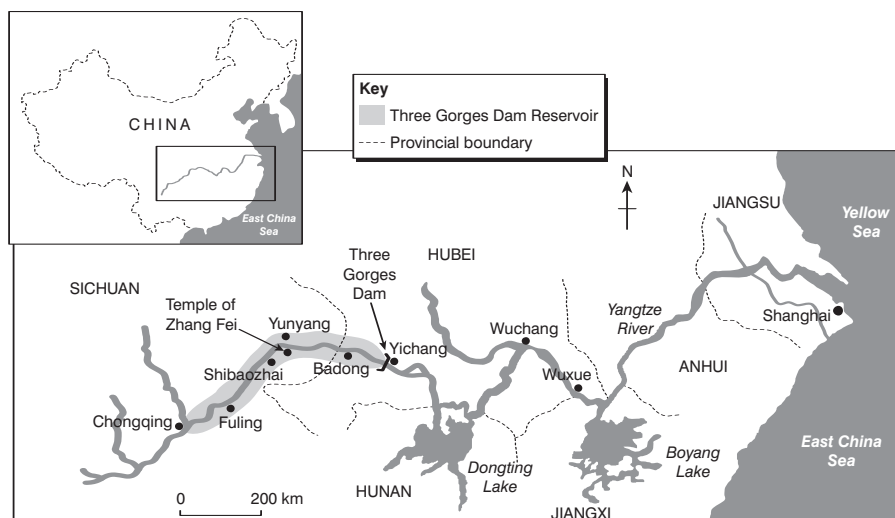 CHINA
East China
Sea
Key
Three Gorges Dam Reservoir
Provincial boundary
N
JIANGSU
Yellow
Sea
HUBEI
Three
Gorges
Dam
SICHUAN
Temple of
Zhang Fei
Yunyang
Yangtze
River
Shanghai
Wuchang
Yichang
Shibaozhai
Badong
ANHUI
Wuxue
Chongqing
Fuling
East China
Sea
Boyang
Lake
Dongting
Lake
HUNAN
JIANGXI
0 200 km